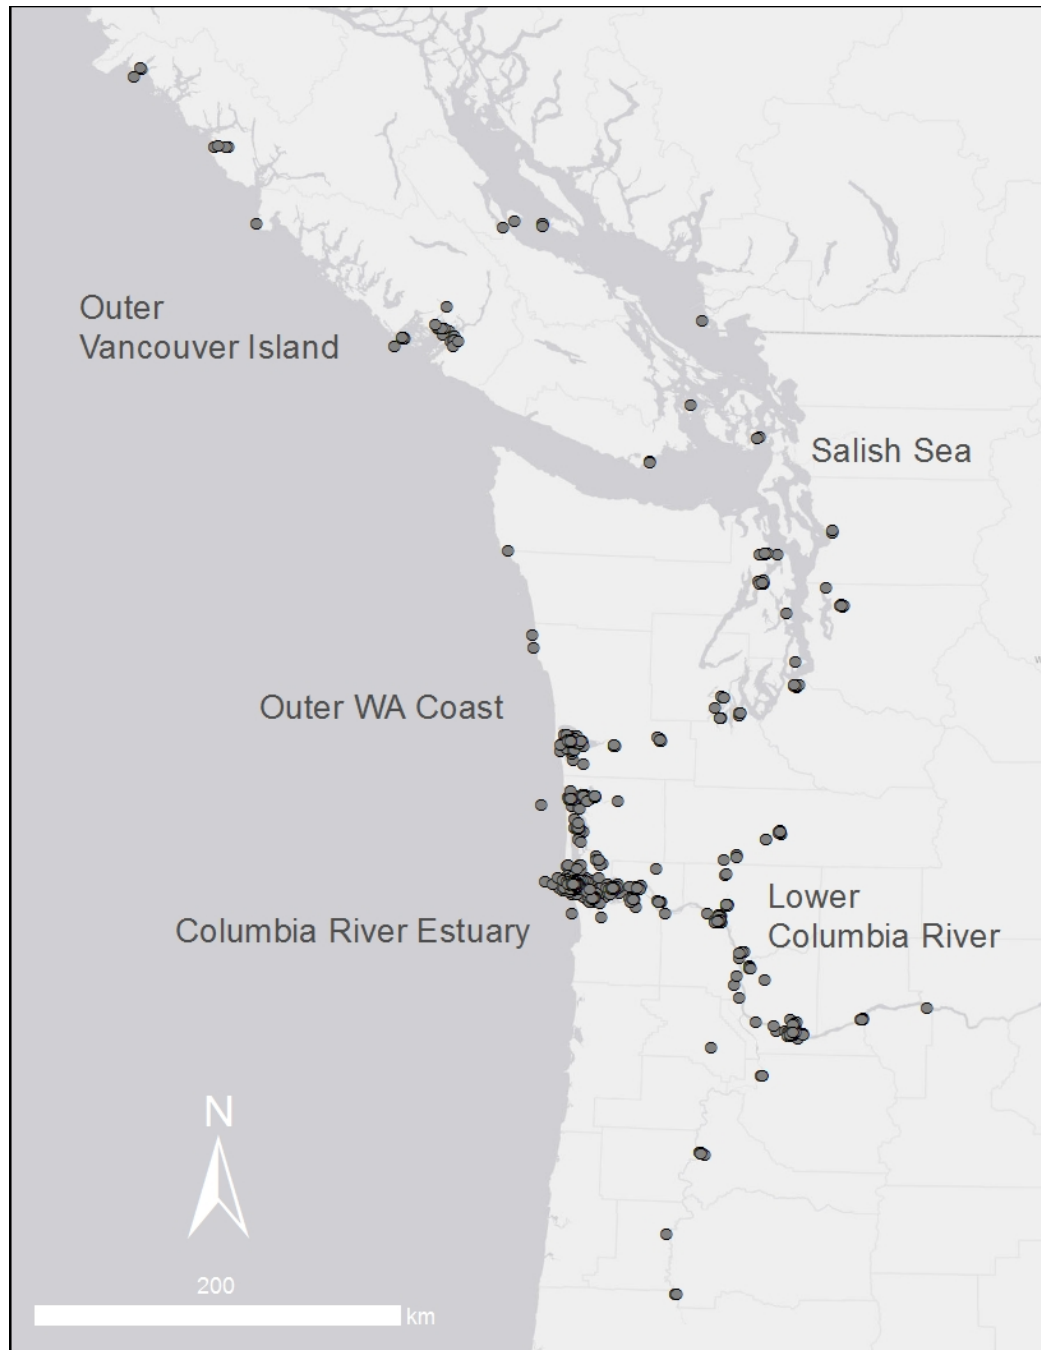 Outer
Vancouver Island
Salish Sea
Outer WA Coast
Lower
Columbia River
Columbia River Estuary
N
200
km